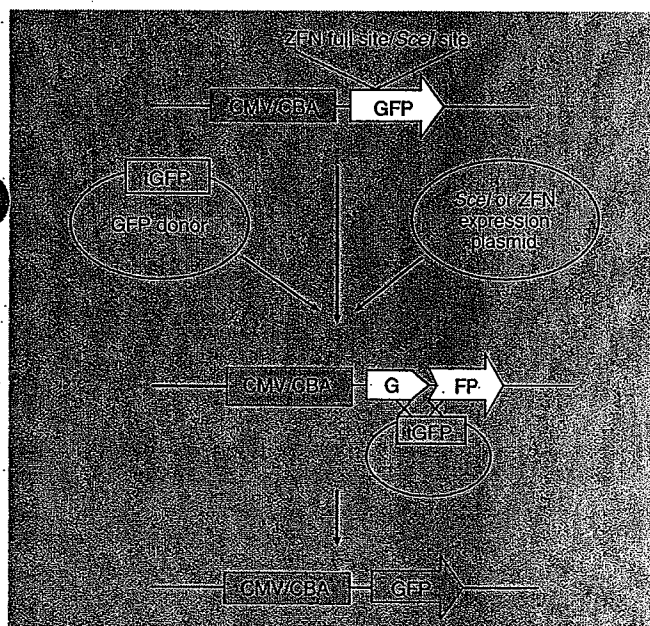 ZFN full site/SceI site
CMV/CBA
GFP
tGFP
GFP donor
SceI or ZFN
expression
plasmid
CMV/CBA
G
FP
tGFP
CMV/CBA
GFP